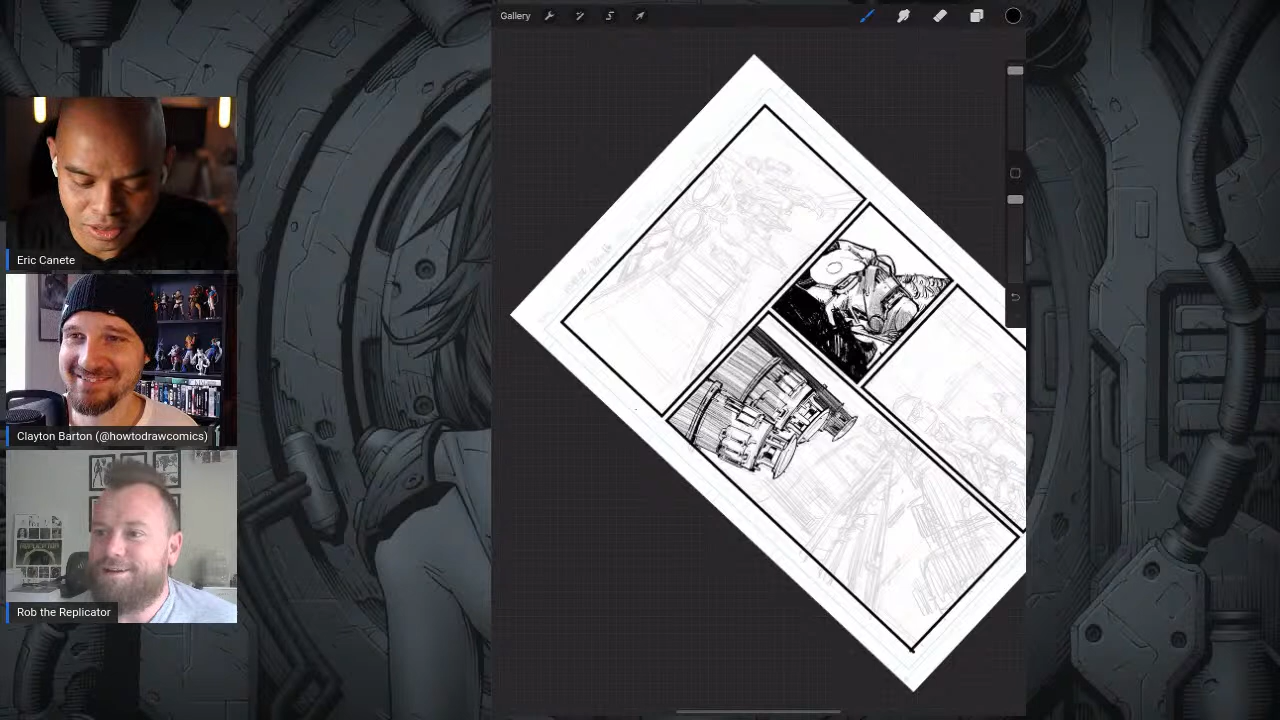 Gallery
Eric Canete
Clayton Barton (@howtodrawcomics)
Rob the Replicator